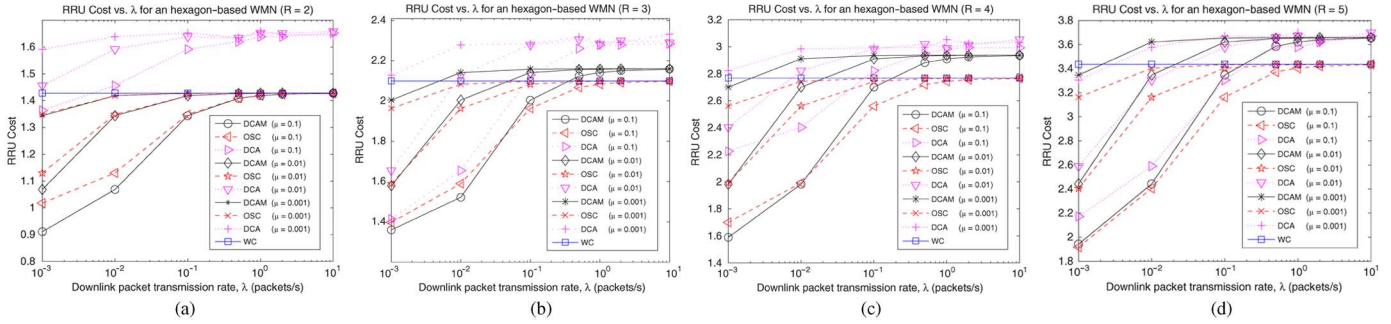 RRU Cost vs. λ for an hexagon-based WMN (R = 2)
RRU Cost
1.6
1.5
1.4
1.3
1.2
1.1
1
0.9
0.8
DCAM (μ = 0.1)
OSC (μ = 0.1)
DCA (μ = 0.1)
DCAM (μ = 0.01)
OSC (μ = 0.01)
DCA (μ = 0.01)
DCAM (μ = 0.001)
OSC (μ = 0.001)
DCA (μ = 0.001)
WC
10⁻³ 10⁻² 10⁻¹ 10⁰ 10¹
Downlink packet transmission rate, λ (packets/s)
(a)
RRU Cost vs. λ for an hexagon-based WMN (R = 3)
RRU Cost
2.4
2.2
2
1.8
1.6
1.4
DCAM (μ = 0.1)
OSC (μ = 0.1)
DCA (μ = 0.1)
DCAM (μ = 0.01)
OSC (μ = 0.01)
DCA (μ = 0.01)
DCAM (μ = 0.001)
OSC (μ = 0.001)
DCA (μ = 0.001)
WC
10⁻³ 10⁻² 10⁻¹ 10⁰ 10¹
Downlink packet transmission rate, λ (packets/s)
(b)
RRU Cost vs. λ for an hexagon-based WMN (R = 4)
RRU Cost
3.2
3
2.8
2.6
2.4
2.2
2
1.8
1.6
1.4
DCAM (μ = 0.1)
OSC (μ = 0.1)
DCA (μ = 0.1)
DCAM (μ = 0.01)
OSC (μ = 0.01)
DCA (μ = 0.01)
DCAM (μ = 0.001)
OSC (μ = 0.001)
DCA (μ = 0.001)
WC
10⁻³ 10⁻² 10⁻¹ 10⁰ 10¹
Downlink packet transmission rate, λ (packets/s)
(c)
RRU Cost vs. λ for an hexagon-based WMN (R = 5)
RRU Cost
3.8
3.6
3.4
3.2
3
2.8
2.6
2.4
2.2
2
1.8
DCAM (μ = 0.1)
OSC (μ = 0.1)
DCA (μ = 0.1)
DCAM (μ = 0.01)
OSC (μ = 0.01)
DCA (μ = 0.01)
DCAM (μ = 0.001)
OSC (μ = 0.001)
DCA (μ = 0.001)
WC
10⁻³ 10⁻² 10⁻¹ 10⁰ 10¹
Downlink packet transmission rate, λ (packets/s)
(d)